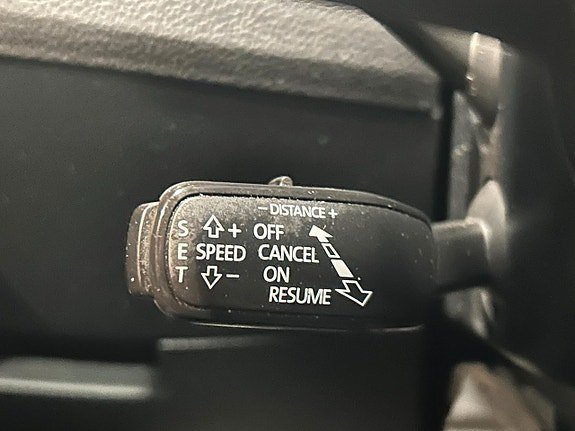 − DISTANCE +
S + OFF
E SPEED CANCEL
T − ON
RESUME